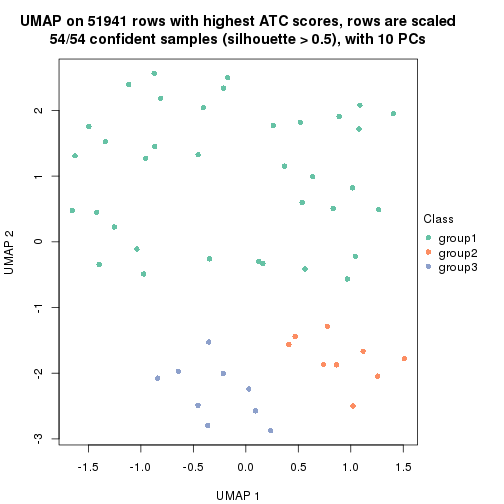 UMAP on 51941 rows with highest ATC scores, rows are scaled
54/54 confident samples (silhouette > 0.5), with 10 PCs
2
1
0
-1
-2
-3
UMAP 2
-1.5 -1.0 -0.5 0.0 0.5 1.0 1.5
UMAP 1
Class
group1
group2
group3